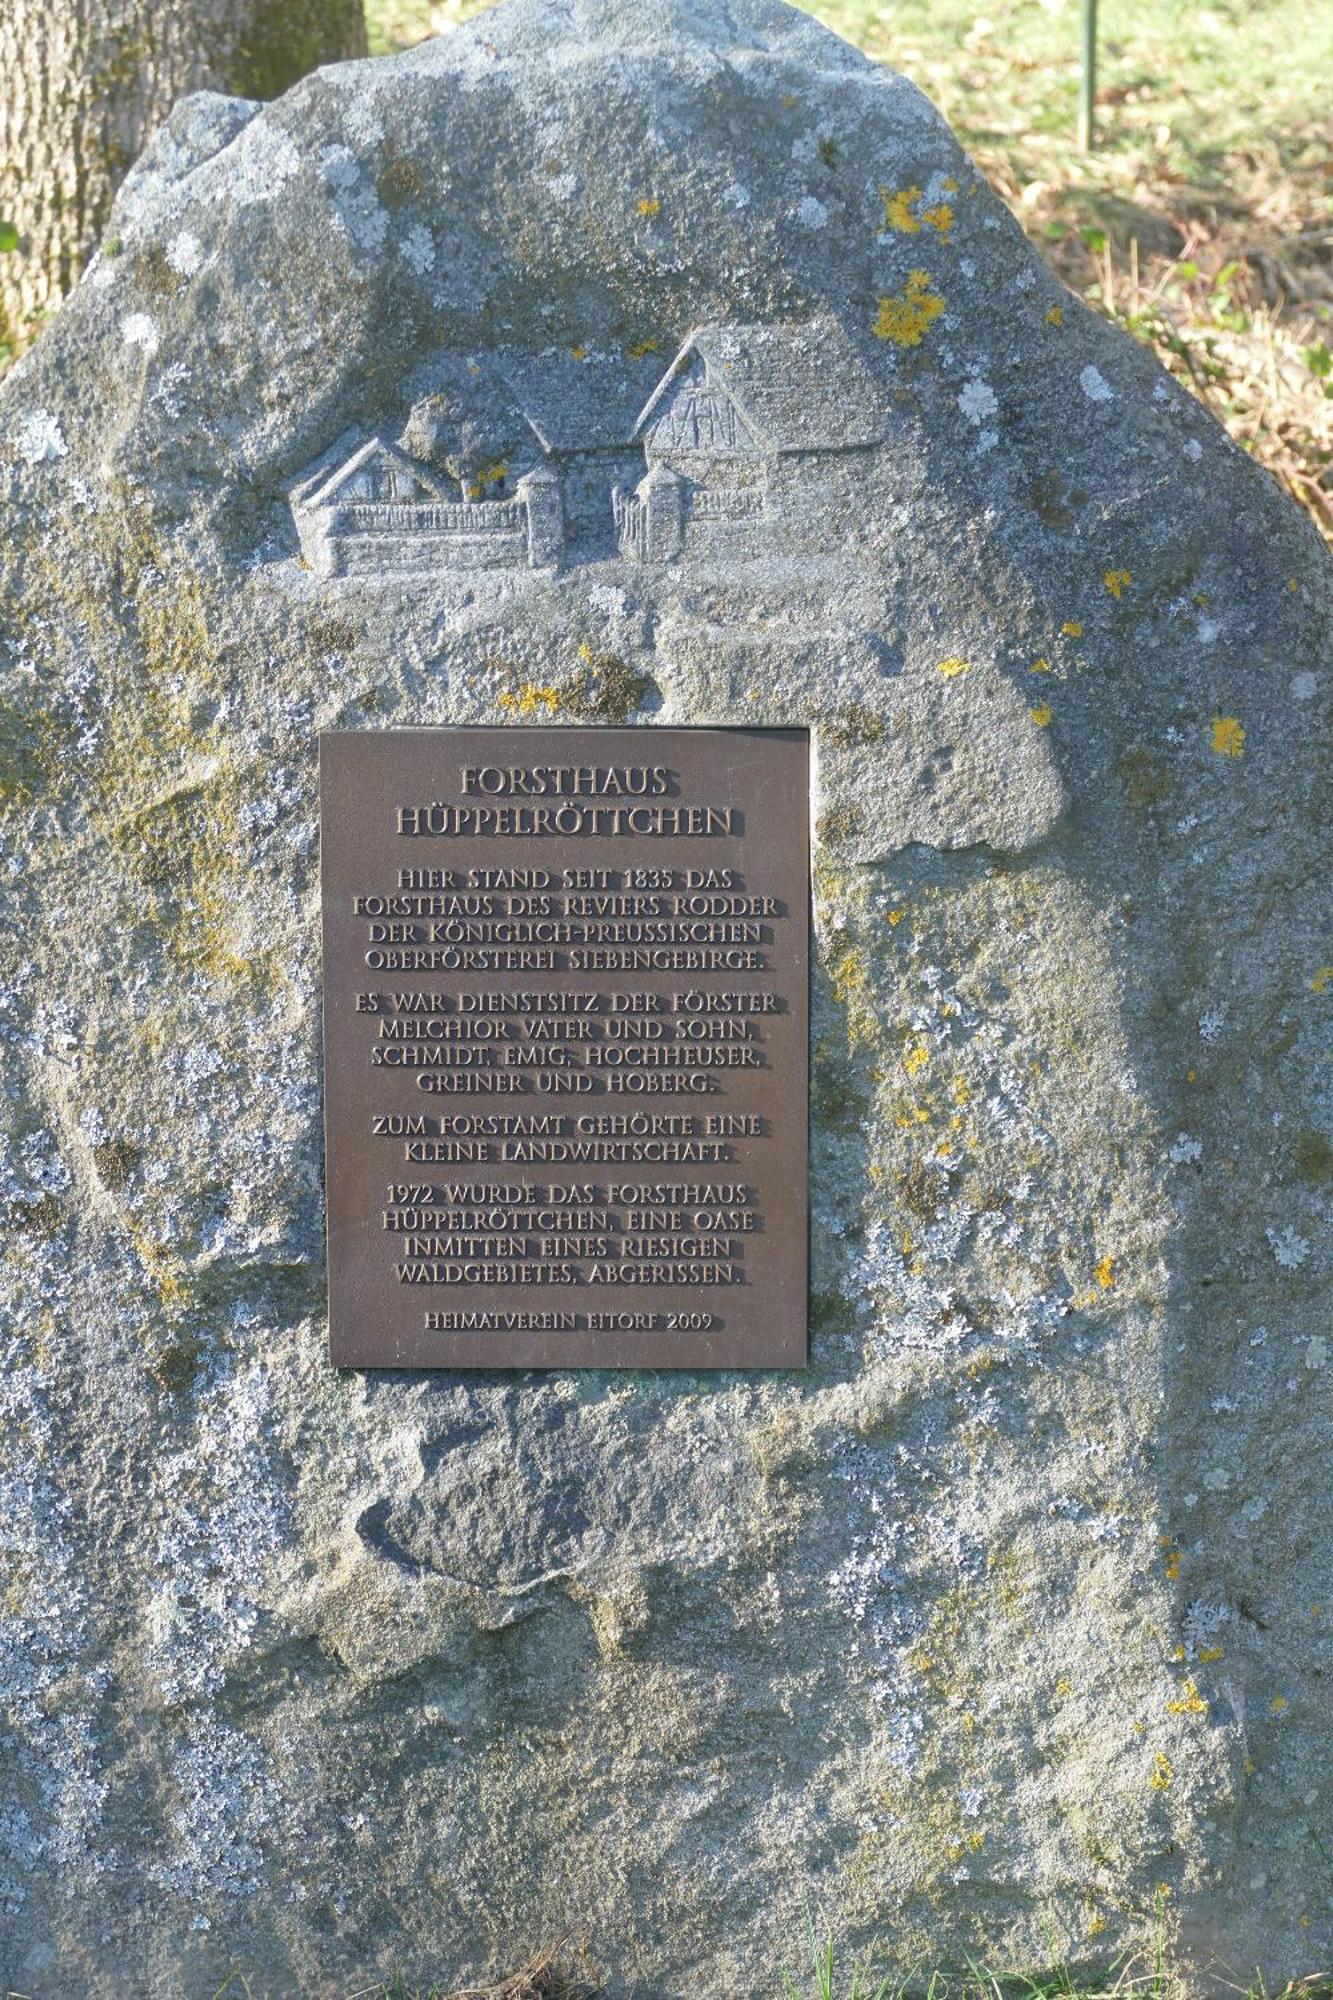 FORSTHAUS
HÜPPELRÖTTCHEN
HIER STAND SEIT 1835 DAS
FORSTHAUS DES REVIERS RODDER
DER KÖNIGLICH-PREUSSISCHEN
OBERFÖRSTEREI SIEBENGEBIRGE.
ES WAR DIENSTSITZ DER FÖRSTER
MELCHIOR VATER UND SOHN,
SCHMIDT, EMIG, HOCHHEUSER,
GREINER UND HOBERG.
ZUM FORSTAMT GEHÖRTE EINE
KLEINE LANDWIRTSCHAFT.
1972 WURDE DAS FORSTHAUS
HÜPPELRÖTTCHEN, EINE OASE
INMITTEN EINES RIESIGEN
WALDGEBIETES, ABGERISSEN.
HEIMATVEREIN EITORF 2009